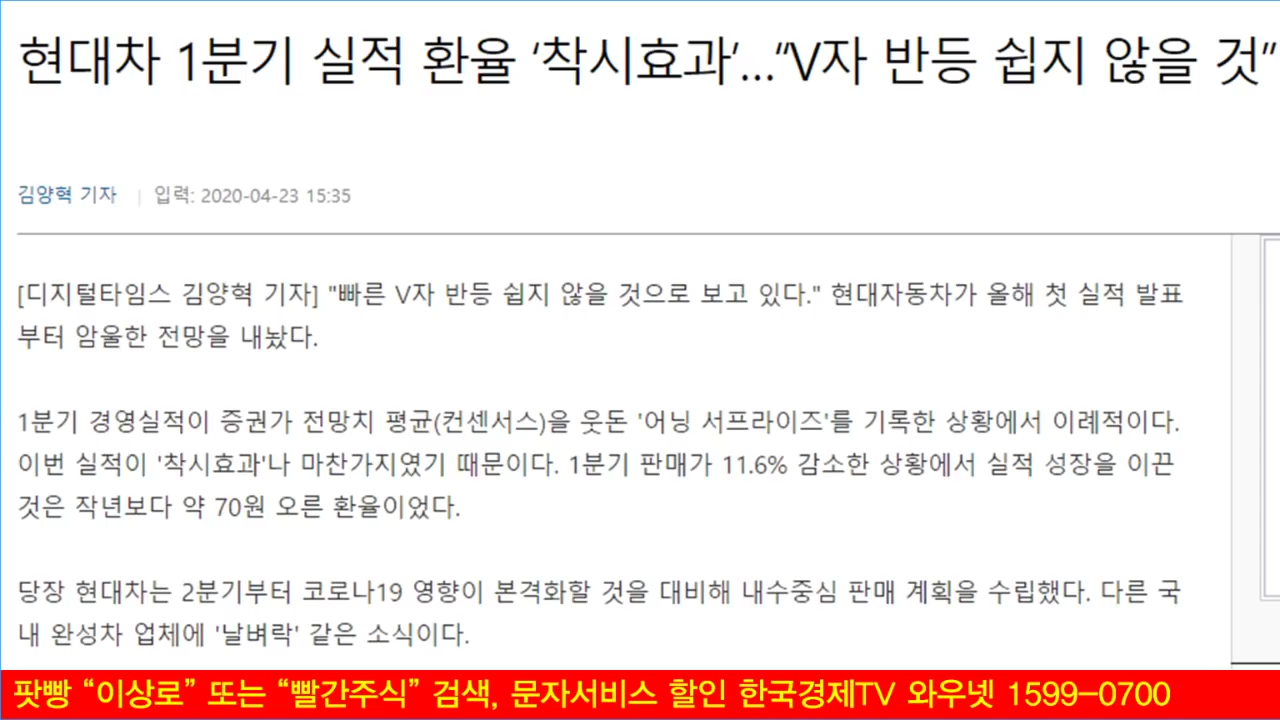 현대차 1분기 실적 환율 ‘착시효과’…“V자 반등 쉽지 않을 것”
김양혁 기자 | 입력: 2020-04-23 15:35
[디지털타임스 김양혁 기자] "빠른 V자 반등 쉽지 않을 것으로 보고 있다." 현대자동차가 올해 첫 실적 발표
부터 암울한 전망을 내놨다.
1분기 경영실적이 증권가 전망치 평균(컨센서스)을 웃돈 '어닝 서프라이즈'를 기록한 상황에서 이례적이다.
이번 실적이 '착시효과'나 마찬가지였기 때문이다. 1분기 판매가 11.6% 감소한 상황에서 실적 성장을 이끈
것은 작년보다 약 70원 오른 환율이었다.
당장 현대차는 2분기부터 코로나19 영향이 본격화할 것을 대비해 내수중심 판매 계획을 수립했다. 다른 국
내 완성차 업체에 '날벼락' 같은 소식이다.
팟빵 “이상로” 또는 “빨간주식” 검색, 문자서비스 할인 한국경제TV 와우넷 1599-0700